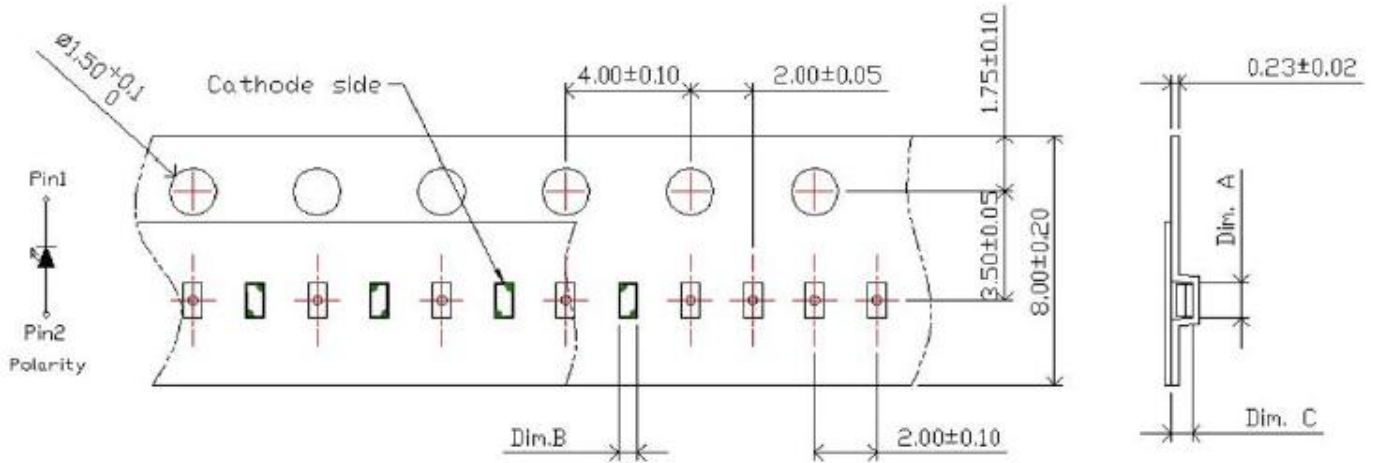 ø1.50+0.1
0
Cathode side
4.00±0.10
2.00±0.05
1.75±0.10
0.23±0.02
Pin1
Pin2
Polarity
3.50±0.05
8.00±0.20
Dim. A
Dim.B
2.00±0.10
Dim. C